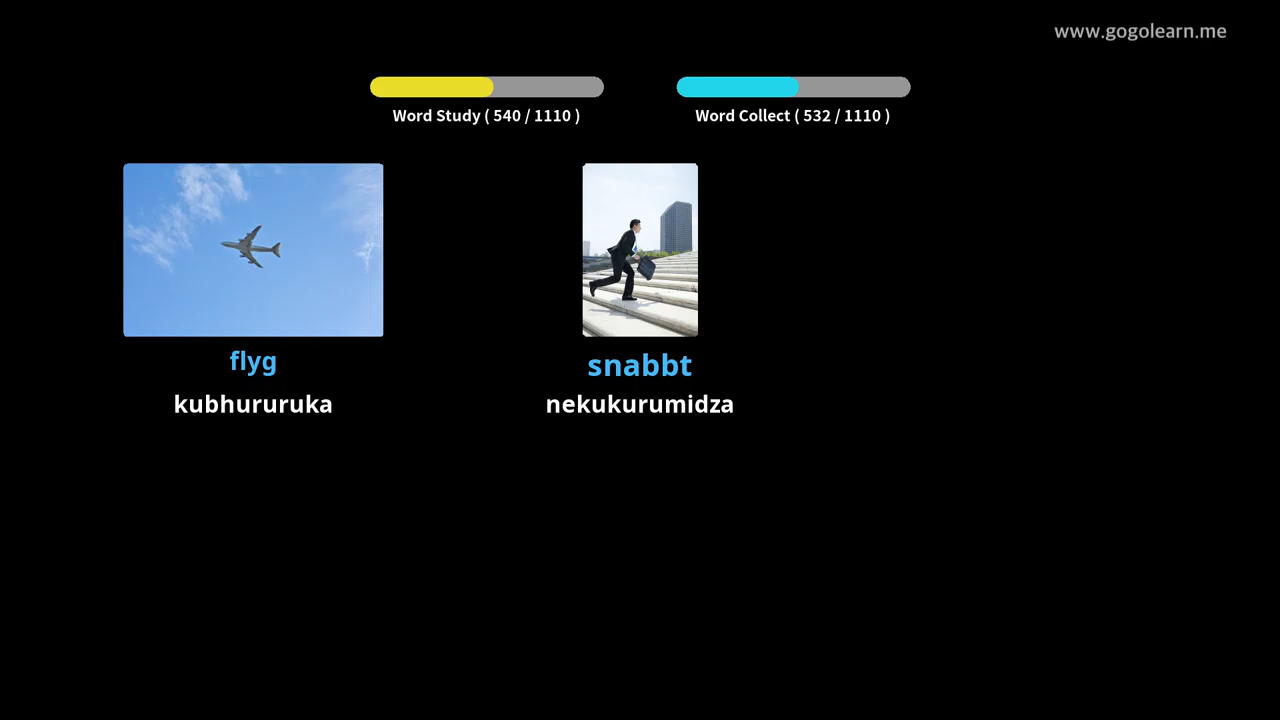 www.gogolearn.me
Word Study ( 540 / 1110 )
Word Collect ( 532 / 1110 )
flyg
kubhururuka
snabbt
nekukurumidza